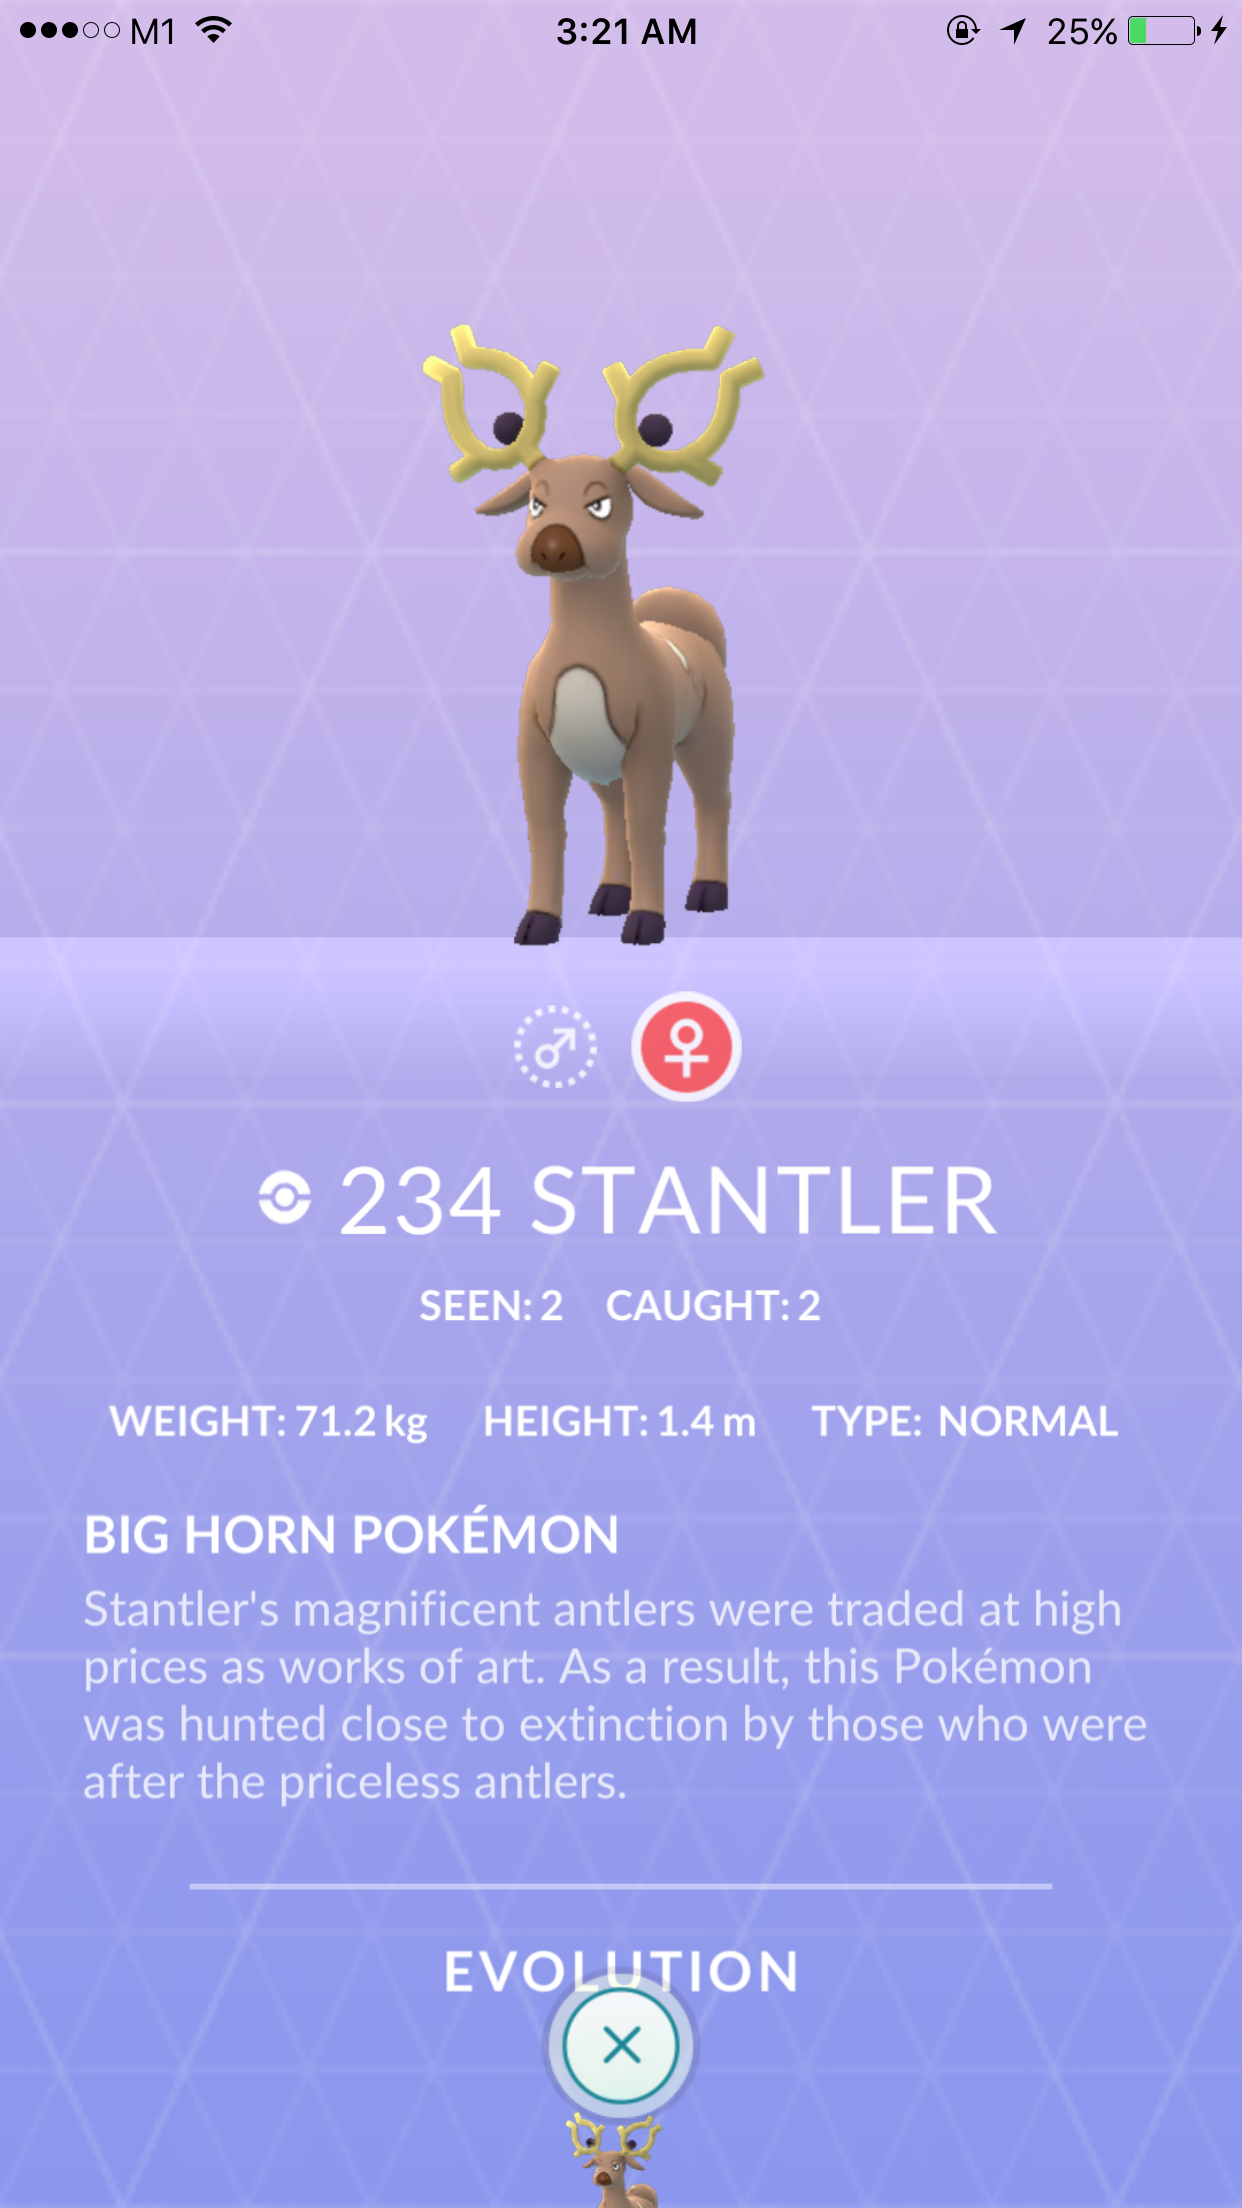 M1 3:21 AM 25%
234 STANTLER
SEEN: 2 CAUGHT: 2
WEIGHT: 71.2 kg HEIGHT: 1.4 m TYPE: NORMAL
BIG HORN POKÉMON
Stantler's magnificent antlers were traded at high
prices as works of art. As a result, this Pokémon
was hunted close to extinction by those who were
after the priceless antlers.
EVOLUTION